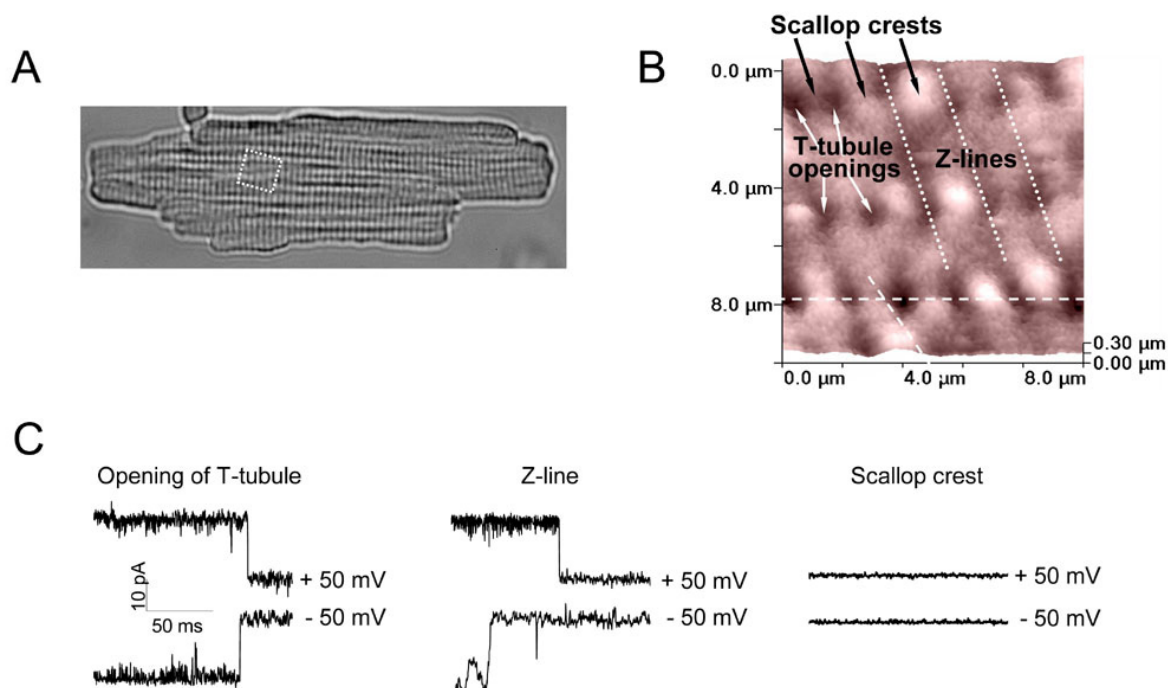 A
B
Scallop crests
0.0 µm
T-tubule
openings
Z-lines
4.0 µm
8.0 µm
0.30 µm
0.00 µm
0.0 µm
4.0 µm
8.0 µm
C
Opening of T-tubule
Z-line
Scallop crest
10 pA
50 ms
+ 50 mV
- 50 mV
+ 50 mV
- 50 mV
+ 50 mV
- 50 mV